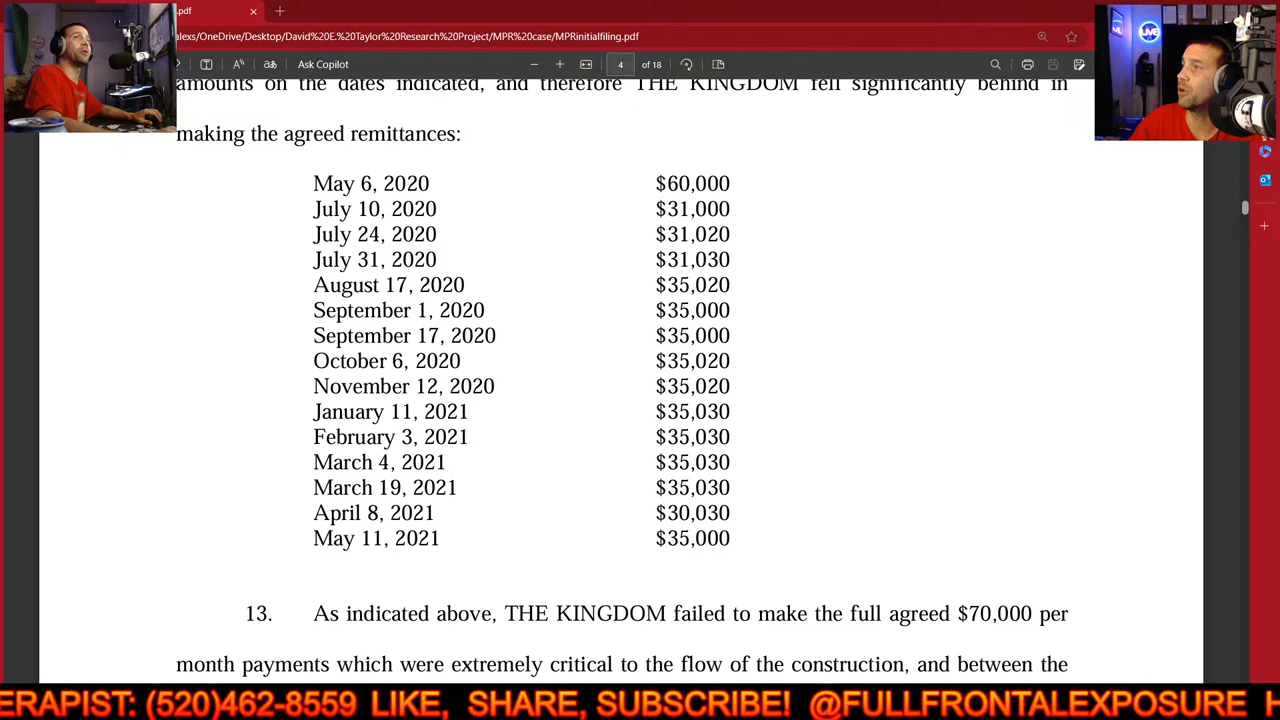 .pdf
alexs/OneDrive/Desktop/David%20E.%20Taylor%20Research%20Project/MPR%20case/MPRinitialfiling.pdf
Ask Copilot
4 of 18
LIVE
amounts on the dates indicated, and therefore THE KINGDOM fell significantly behind in
making the agreed remittances:
May 6, 2020 $60,000
July 10, 2020 $31,000
July 24, 2020 $31,020
July 31, 2020 $31,030
August 17, 2020 $35,020
September 1, 2020 $35,000
September 17, 2020 $35,000
October 6, 2020 $35,020
November 12, 2020 $35,020
January 11, 2021 $35,030
February 3, 2021 $35,030
March 4, 2021 $35,030
March 19, 2021 $35,030
April 8, 2021 $30,030
May 11, 2021 $35,000
13. As indicated above, THE KINGDOM failed to make the full agreed $70,000 per
month payments which were extremely critical to the flow of the construction, and between the
ERAPIST: (520)462-8559 LIKE, SHARE, SUBSCRIBE! @FULLFRONTALEXPOSURE H